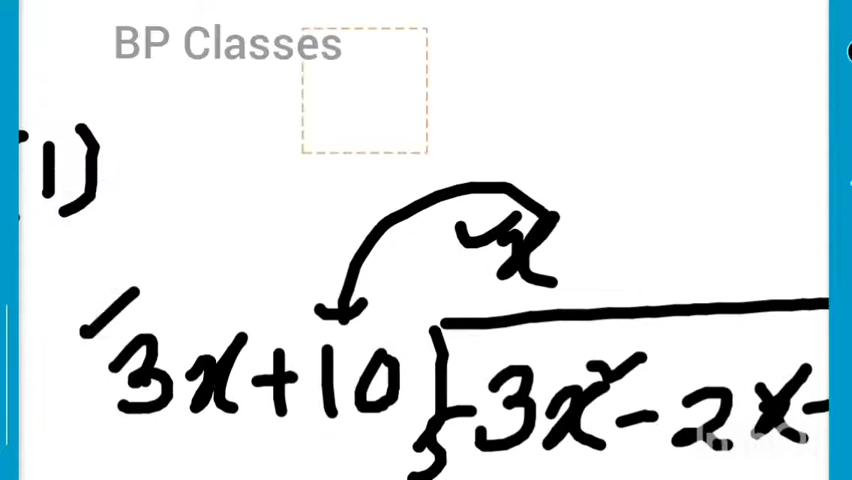 BP Classes
1)
x
3x+10)-3x²-2x-